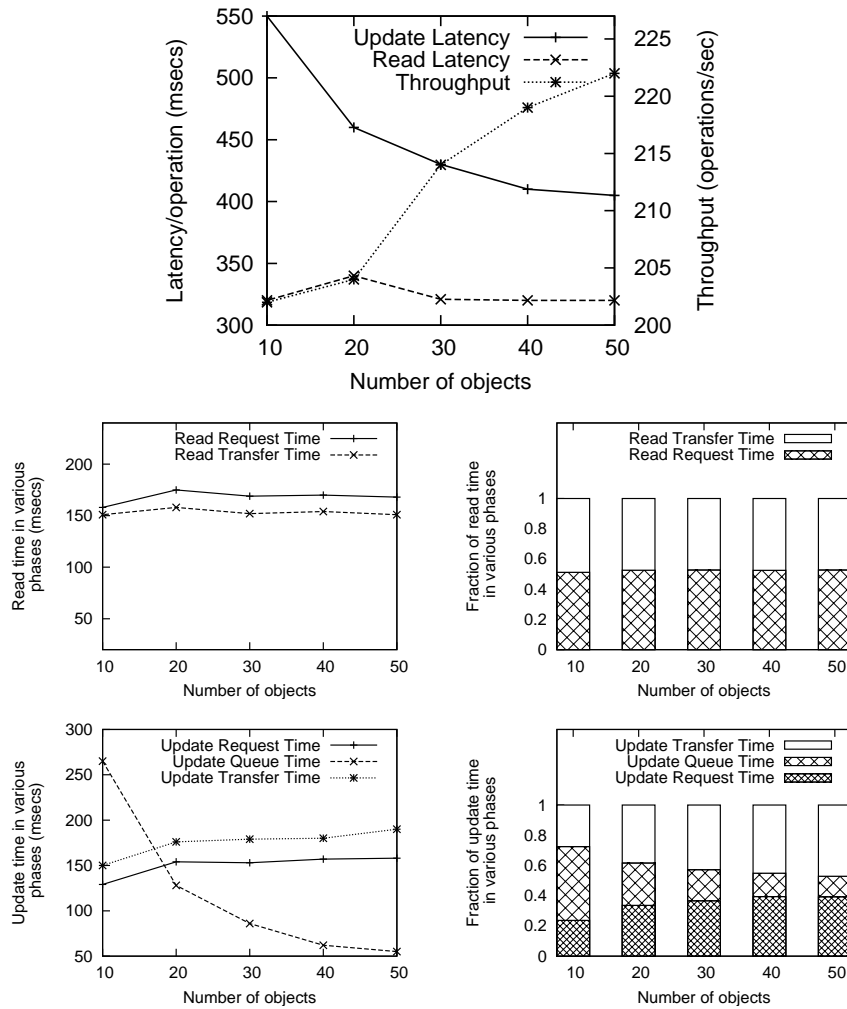 550
500
450
400
350
300
Latency/operation (msecs)
Update Latency
Read Latency
Throughput
225
220
215
210
205
200
Throughput (operations/sec)
10 20 30 40 50
Number of objects
200
150
100
50
Read time in various
phases (msecs)
Read Request Time
Read Transfer Time
10 20 30 40 50
Number of objects
1
0.8
0.6
0.4
0.2
0
Fraction of read time
in various phases
Read Transfer Time
Read Request Time
10 20 30 40 50
Number of objects
300
250
200
150
100
50
Update time in various
phases (msecs)
Update Request Time
Update Queue Time
Update Transfer Time
10 20 30 40 50
Number of objects
1
0.8
0.6
0.4
0.2
0
Fraction of update time
in various phases
Update Transfer Time
Update Queue Time
Update Request Time
10 20 30 40 50
Number of objects